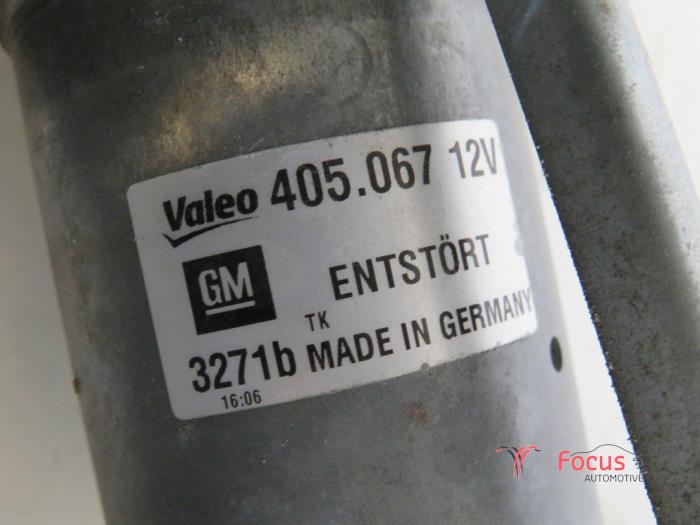 Valeo 405.067 12V
GM ENTSTÖRT
TK
3271b MADE IN GERMANY
16:06
Focus
AUTOMOTIVE